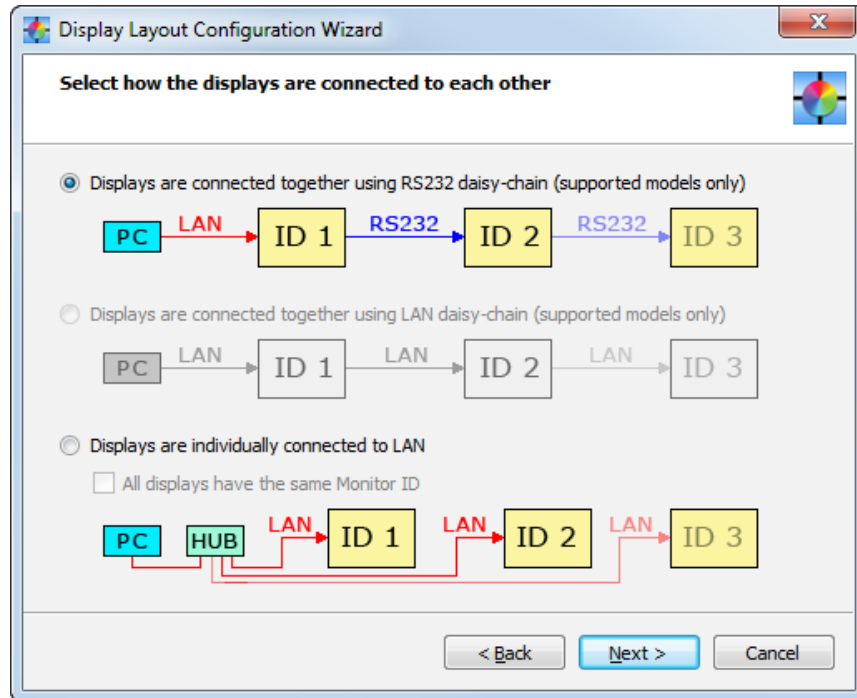 Display Layout Configuration Wizard
Select how the displays are connected to each other
Displays are connected together using RS232 daisy-chain (supported models only)
PC LAN ID 1 RS232 ID 2 RS232 ID 3
Displays are connected together using LAN daisy-chain (supported models only)
PC LAN ID 1 LAN ID 2 LAN ID 3
Displays are individually connected to LAN
All displays have the same Monitor ID
PC HUB LAN ID 1 LAN ID 2 LAN ID 3
< Back Next > Cancel